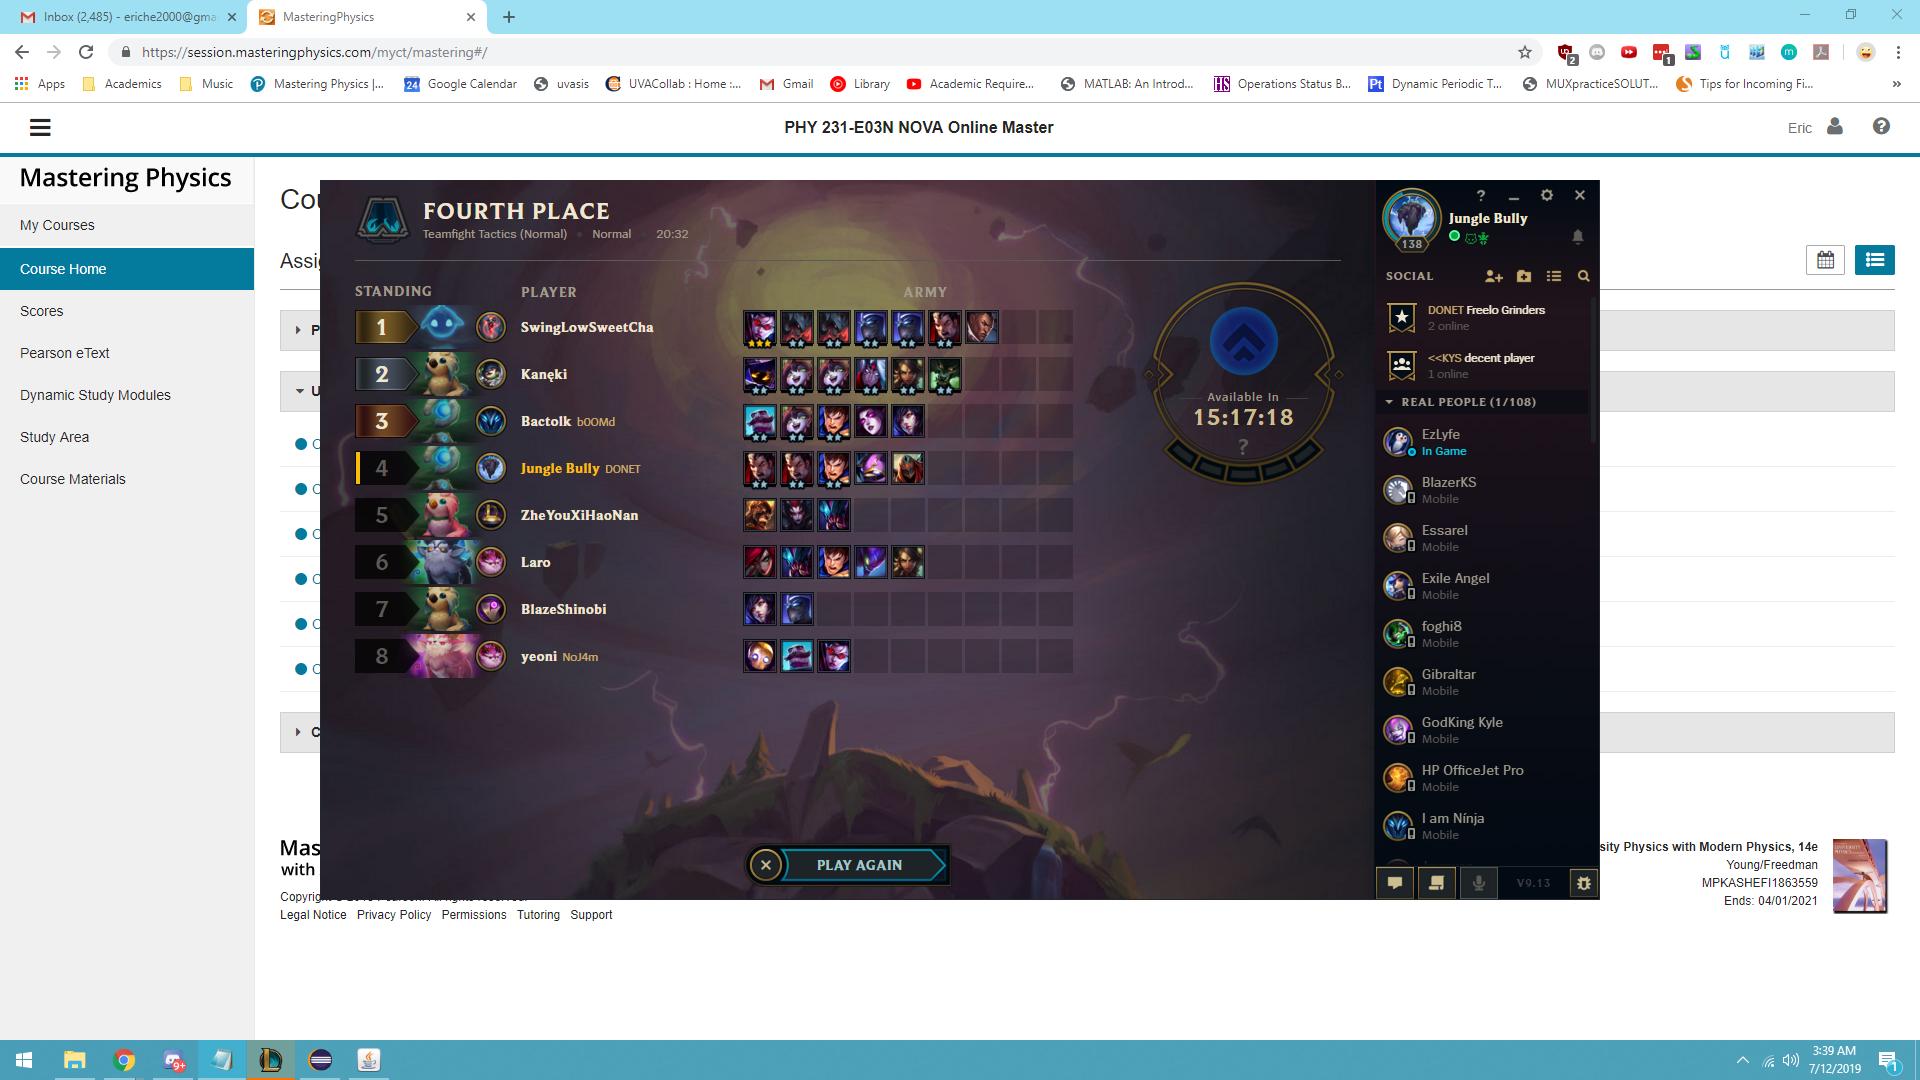 Inbox (2,485) - eriche2000@gma
MasteringPhysics
https://session.masteringphysics.com/myct/mastering#/
2
1
Apps
Academics
Music
Mastering Physics |...
24
Google Calendar
uvasis
UVACollab : Home :...
Gmail
Library
Academic Require...
MATLAB: An Introd...
HS
Operations Status B...
Pt
Dynamic Periodic T...
MUXpracticeSOLUT...
Tips for Incoming Fi...
»
PHY 231-E03N NOVA Online Master
Eric
Mastering Physics
My Courses
Course Home
Scores
Pearson eText
Dynamic Study Modules
Study Area
Course Materials
Cou
Assig
P
U
C
C
C
C
C
C
C
FOURTH PLACE
Teamfight Tactics (Normal) • Normal • 20:32
STANDING PLAYER ARMY
1 SwingLowSweetCha
2 Kanęki
3 Bactolk b0OMd
4 Jungle Bully DONET
5 ZheYouXiHaoNan
6 Laro
7 BlazeShinobi
8 yeoni NoJ4m
Available In
15:17:18
?
PLAY AGAIN
?
Jungle Bully
138
SOCIAL
DONET Freelo Grinders
2 online
<<KYS decent player
1 online
REAL PEOPLE (1/108)
EzLyfe
In Game
BlazerKS
Mobile
Essarel
Mobile
Exile Angel
Mobile
foghi8
Mobile
Gibraltar
Mobile
GodKing Kyle
Mobile
HP OfficeJet Pro
Mobile
I am Nínja
Mobile
V9.13
Mas
with
sity Physics with Modern Physics, 14e
Young/Freedman
MPKASHEFI1863559
Ends: 04/01/2021
Legal Notice Privacy Policy Permissions Tutoring Support
9+
3:39 AM
7/12/2019
1